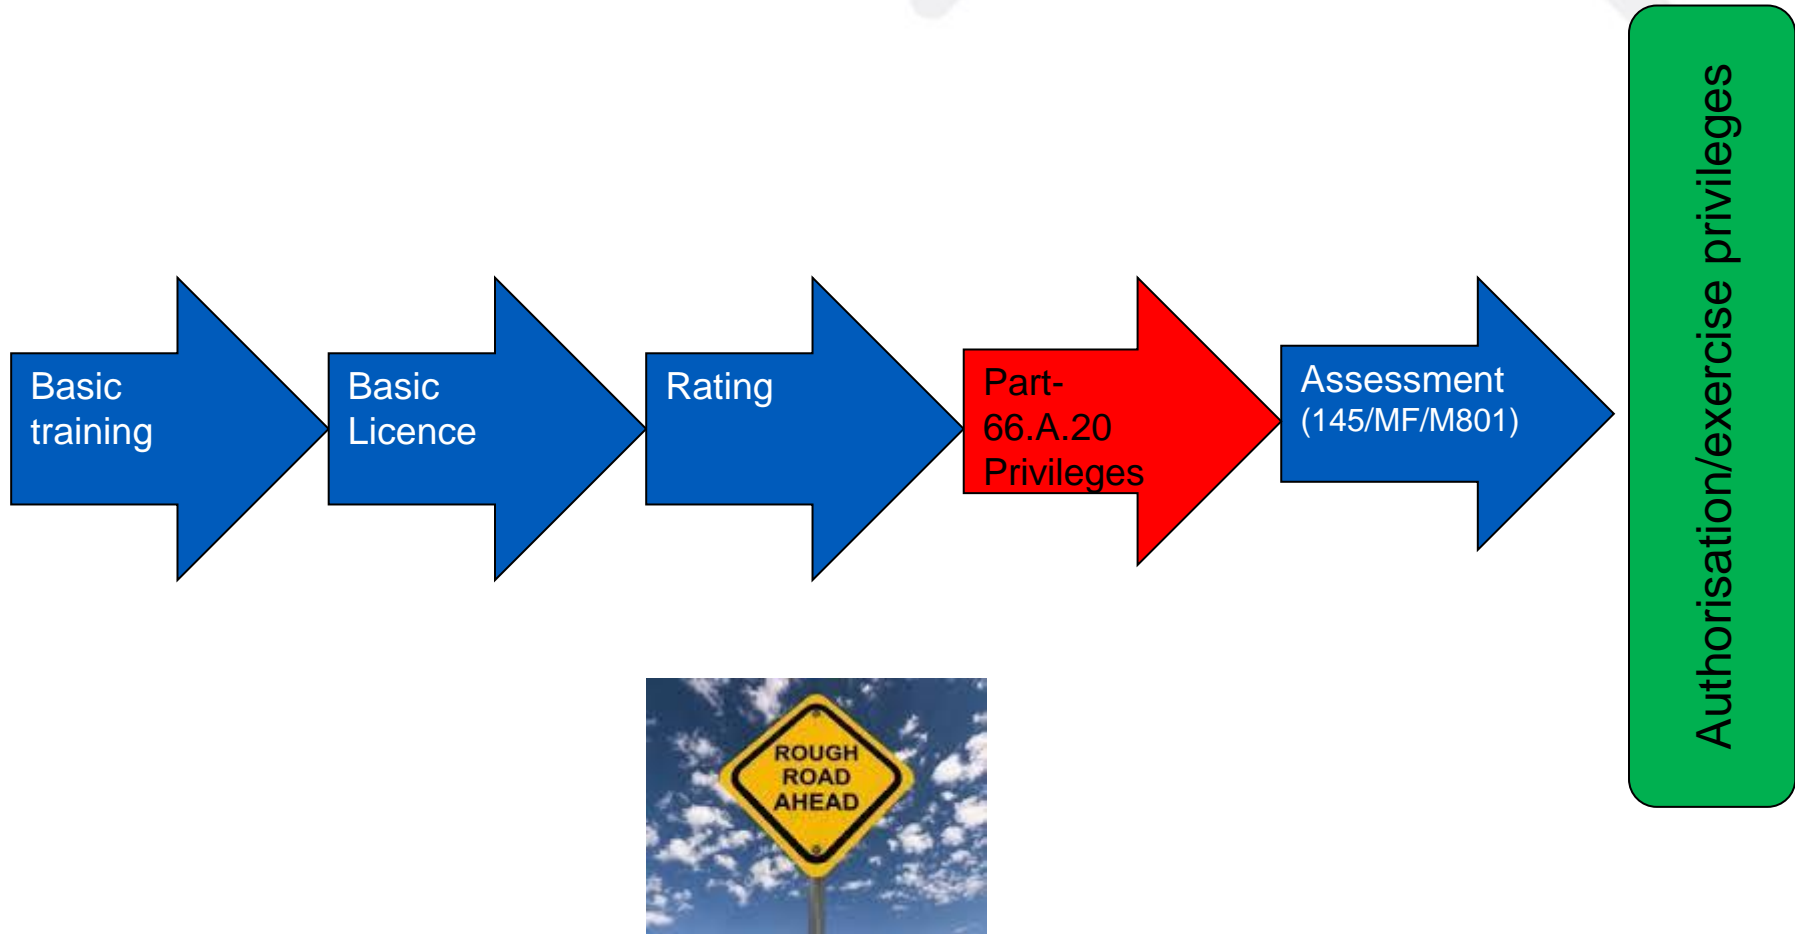 Basic
training
Basic
Licence
Rating
Part-
66.A.20
Privileges
Assessment
(145/MF/M801)
Authorisation/exercise privileges
ROUGH
ROAD
AHEAD